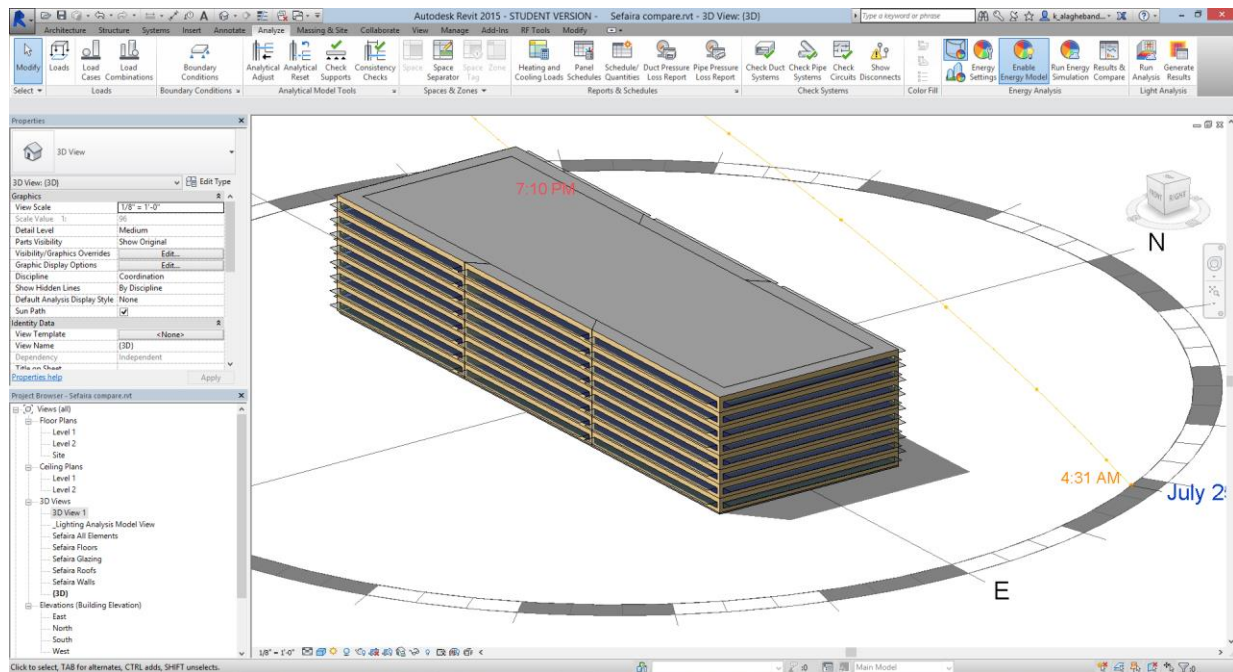 Autodesk Revit 2015 - STUDENT VERSION - Sefaira compare.rvt - 3D View: {3D}
Type a keyword or phrase
k_alagheband...
Architecture Structure Systems Insert Annotate Analyze Massing & Site Collaborate View Manage Add-Ins RF Tools Modify
Modify
Loads
Load Cases
Load Combinations
Boundary Conditions
Analytical Adjust
Analytical Reset
Check Supports
Consistency Checks
Space
Space Separator
Space Tag
Zone
Heating and Cooling Loads
Panel Schedules
Schedule/ Quantities
Duct Pressure Loss Report
Pipe Pressure Loss Report
Check Duct Systems
Check Pipe Systems
Check Circuits
Show Disconnects
Energy Settings
Enable Energy Model
Run Energy Simulation
Results & Compare
Run Analysis
Generate Results
Select Loads Boundary Conditions Analytical Model Tools Spaces & Zones Reports & Schedules Check Systems Color Fill Energy Analysis Light Analysis
Properties
3D View
3D View: {3D} Edit Type
Graphics
View Scale 1/8" = 1'-0"
Scale Value 1: 96
Detail Level Medium
Parts Visibility Show Original
Visibility/Graphics Overrides Edit...
Graphic Display Options Edit...
Discipline Coordination
Show Hidden Lines By Discipline
Default Analysis Display Style None
Sun Path
Identity Data
View Template <None>
View Name {3D}
Dependency Independent
Title on Sheet
Properties help Apply
Project Browser - Sefaira compare.rvt
Views (all)
Floor Plans
Level 1
Level 2
Site
Ceiling Plans
Level 1
Level 2
3D Views
3D View 1
_Lighting Analysis Model View
Sefaira All Elements
Sefaira Floors
Sefaira Glazing
Sefaira Roofs
Sefaira Walls
{3D}
Elevations (Building Elevation)
East
North
South
West
7:10 PM
FRONT
RIGHT
N
4:31 AM
July 2
E
1/8" = 1'-0"
Click to select, TAB for alternates, CTRL adds, SHIFT unselects.
:0
Main Model
:0